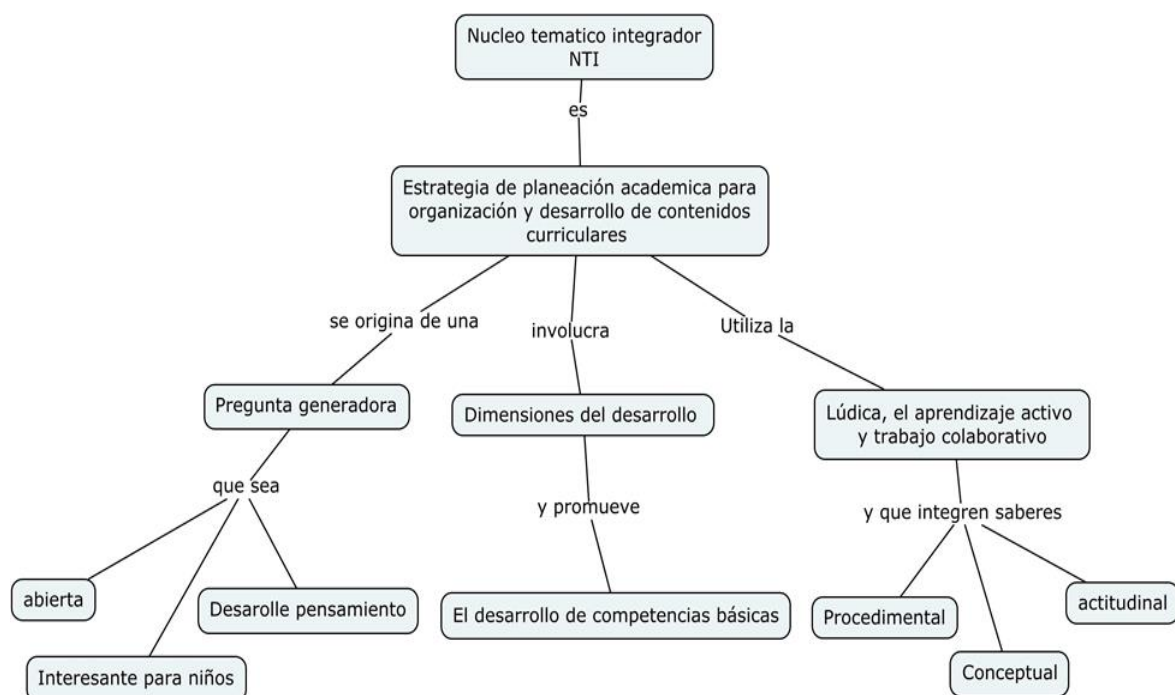 Nucleo tematico integrador
NTI
es
Estrategia de planeación academica para
organización y desarrollo de contenidos
curriculares
se origina de una
involucra
Utiliza la
Pregunta generadora
Dimensiones del desarrollo
Lúdica, el aprendizaje activo
y trabajo colaborativo
que sea
y promueve
y que integren saberes
abierta
Desarolle pensamiento
El desarrollo de competencias básicas
Procedimental
actitudinal
Interesante para niños
Conceptual